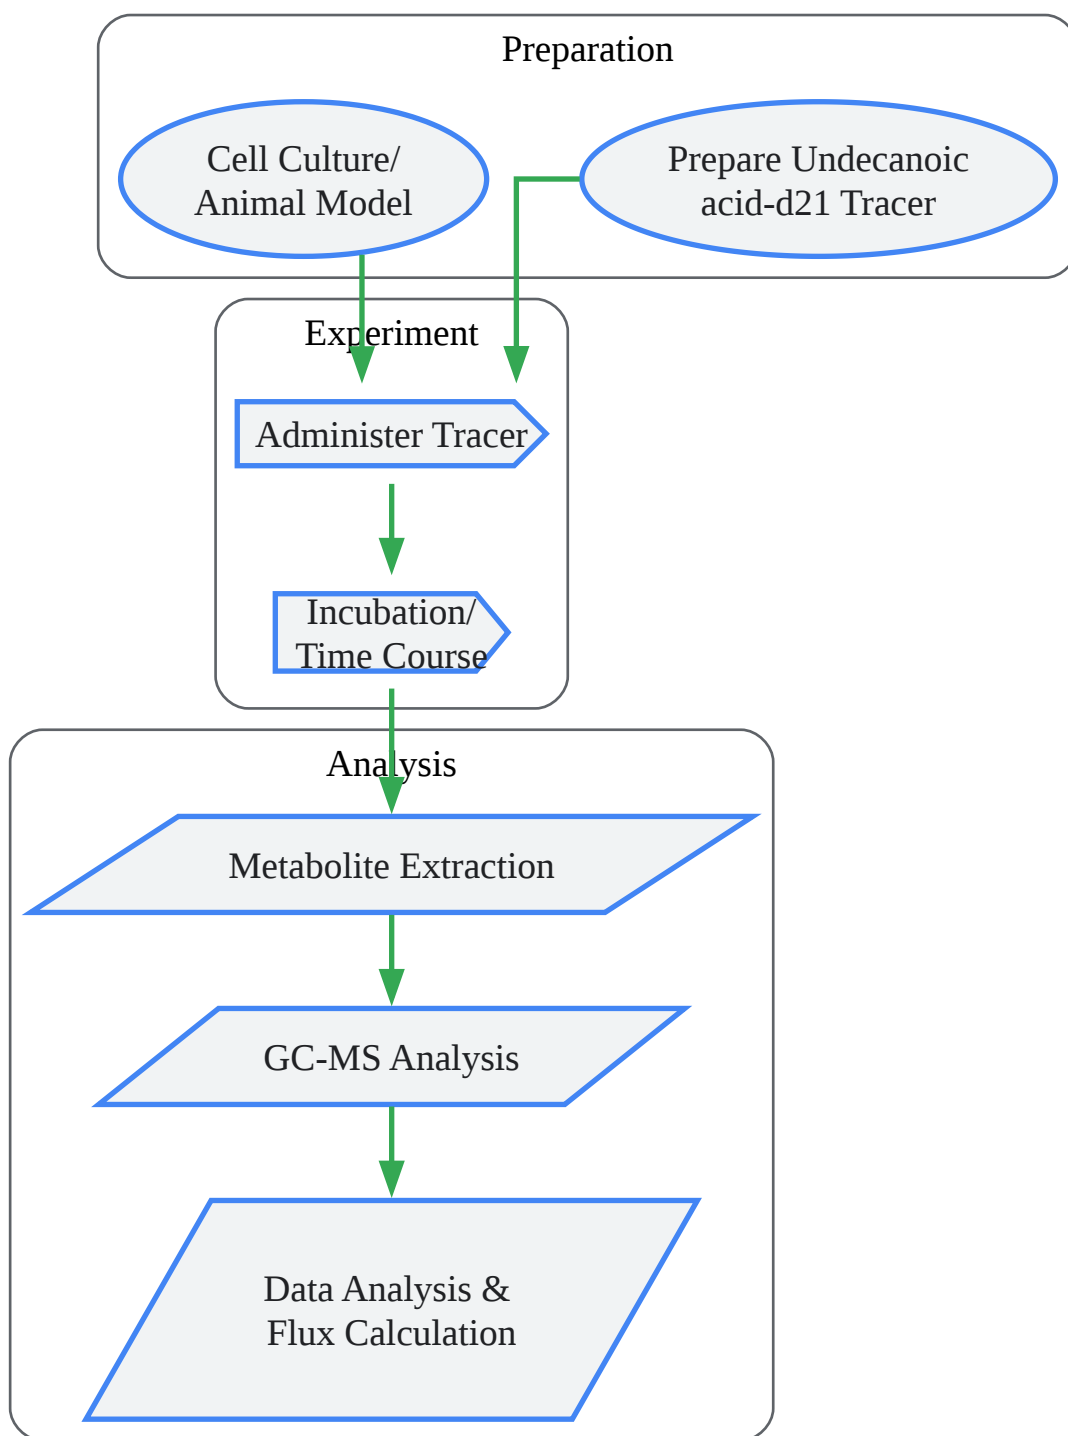 Preparation
Cell Culture/
Animal Model
Prepare Undecanoic
acid-d21 Tracer
Experiment
Administer Tracer
Incubation/
Time Course
Analysis
Metabolite Extraction
GC-MS Analysis
Data Analysis &
Flux Calculation